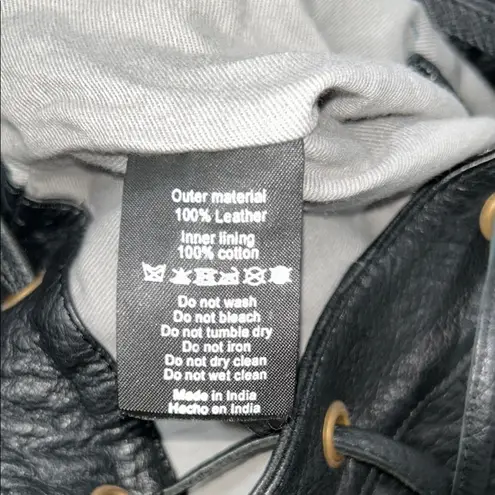 Outer material
100% Leather
Inner lining
100% cotton
Do not wash
Do not bleach
Do not tumble dry
Do not iron
Do not dry clean
Do not wet clean
Made in India
Hecho en India